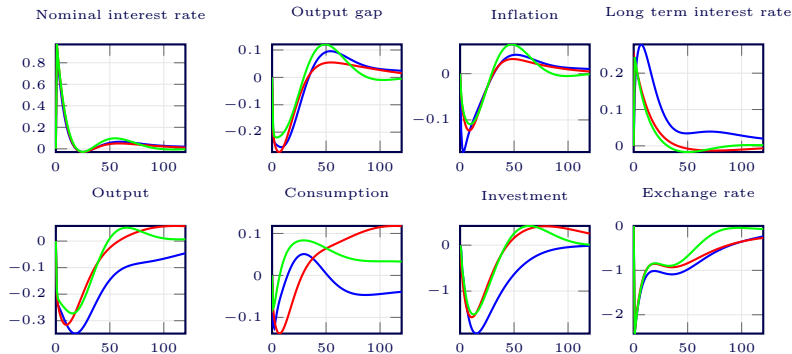 Nominal interest rate
Output gap
Inflation
Long term interest rate
0.8
0.6
0.4
0.2
0
0 50 100
0.1
0
−0.1
−0.2
0 50 100
0
−0.1
0 50 100
0.2
0.1
0
0 50 100
Output
Consumption
Investment
Exchange rate
0
−0.1
−0.2
−0.3
0 50 100
0.1
0
−0.1
0 50 100
0
−1
0 50 100
0
−1
−2
0 50 100